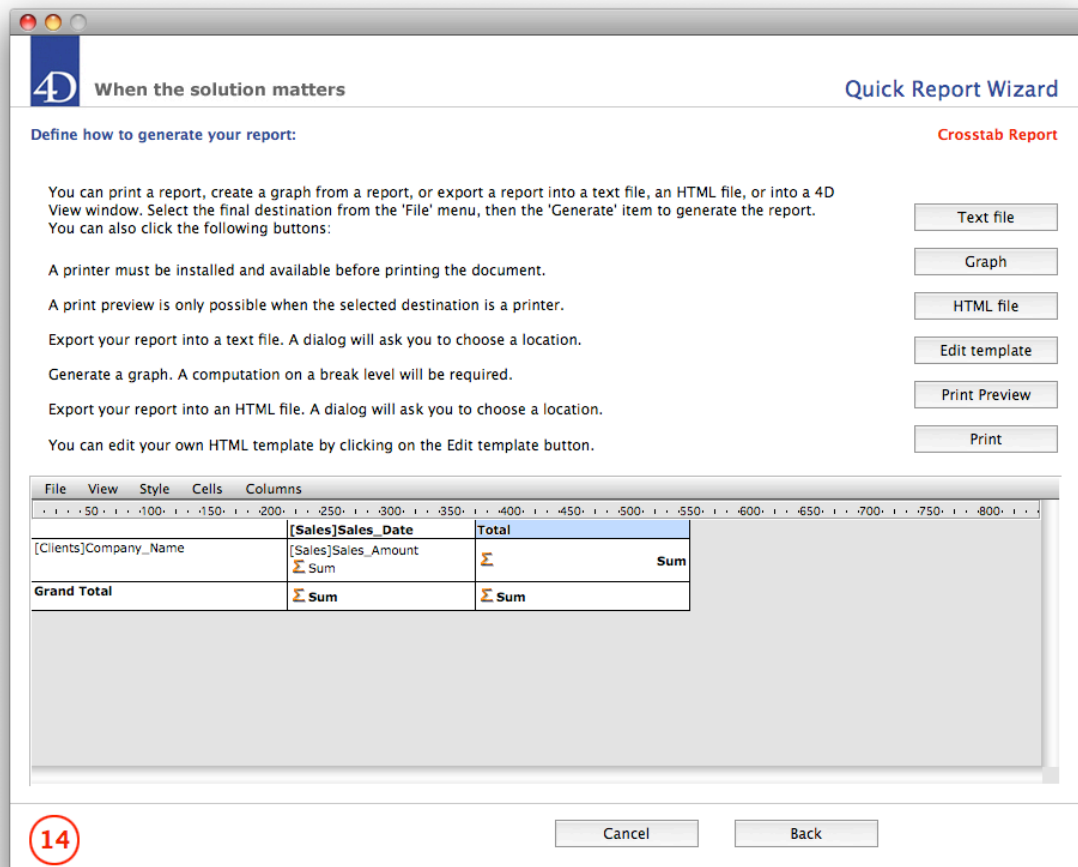 4D When the solution matters
Quick Report Wizard
Define how to generate your report:
Crosstab Report
You can print a report, create a graph from a report, or export a report into a text file, an HTML file, or into a 4D
View window. Select the final destination from the 'File' menu, then the 'Generate' item to generate the report.
You can also click the following buttons:
A printer must be installed and available before printing the document.
A print preview is only possible when the selected destination is a printer.
Export your report into a text file. A dialog will ask you to choose a location.
Generate a graph. A computation on a break level will be required.
Export your report into an HTML file. A dialog will ask you to choose a location.
You can edit your own HTML template by clicking on the Edit template button.
Text file
Graph
HTML file
Edit template
Print Preview
Print
File View Style Cells Columns
50 100 150 200 250 300 350 400 450 500 550 600 650 700 750 800
[Sales]Sales_Date Total
[Clients]Company_Name [Sales]Sales_Amount
Σ Sum Σ Sum
Grand Total Σ Sum Σ Sum
14
Cancel Back